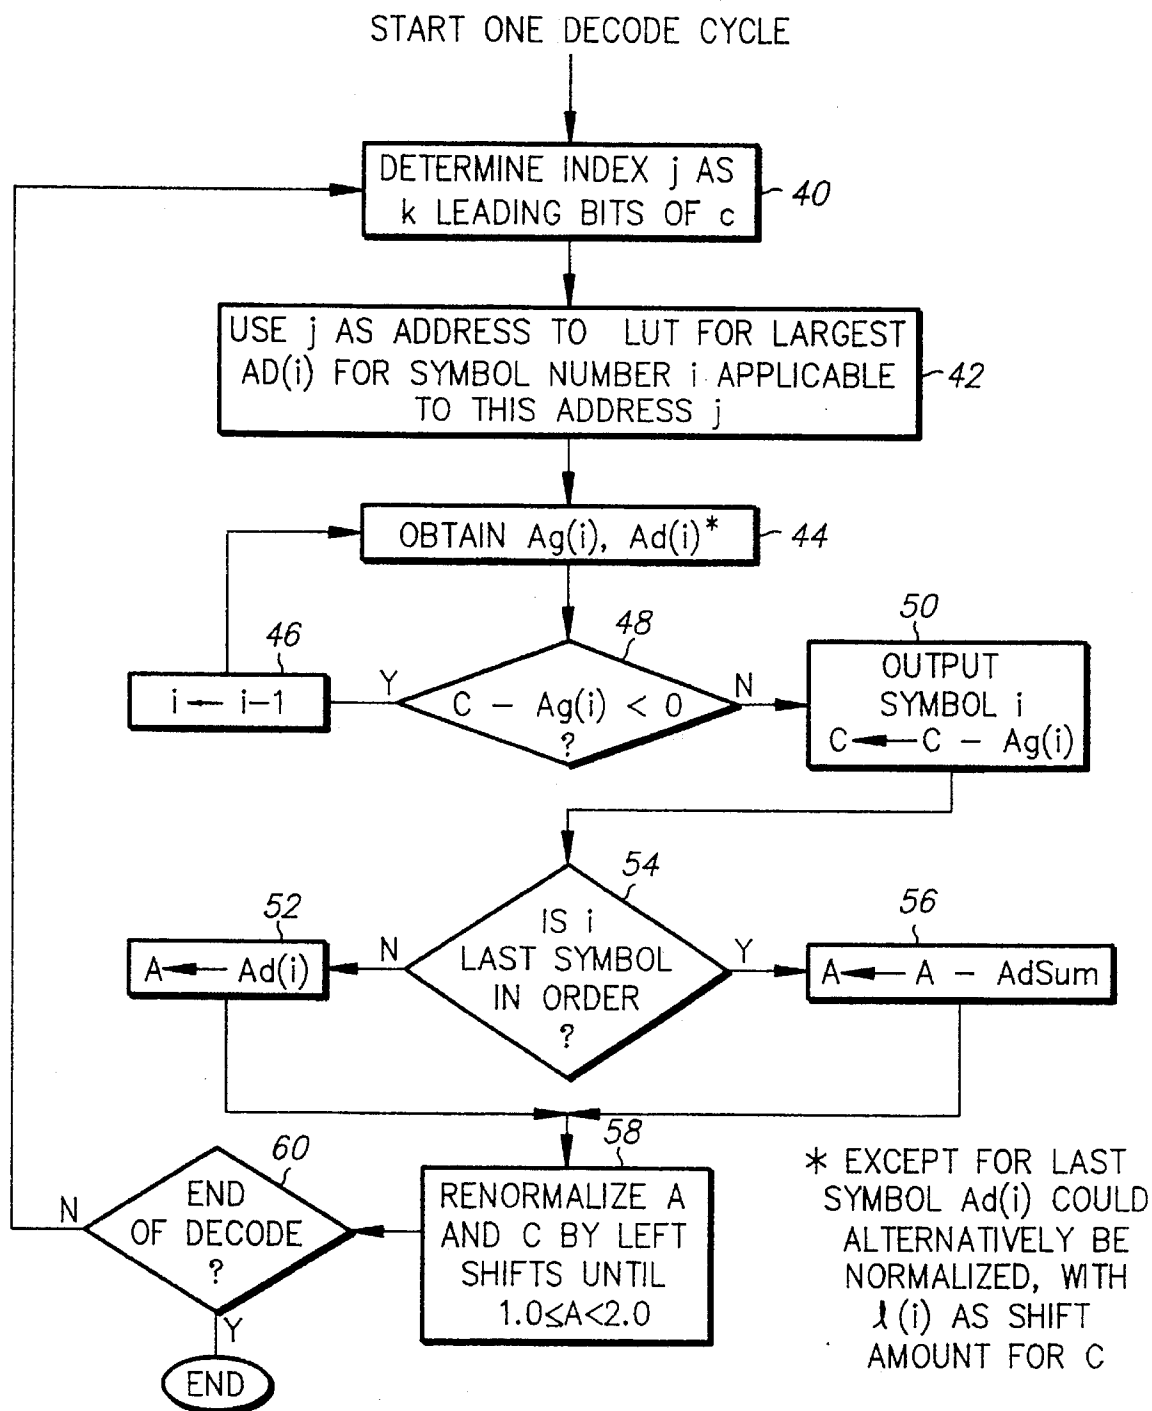 START ONE DECODE CYCLE
DETERMINE INDEX j AS
k LEADING BITS OF c
40
USE j AS ADDRESS TO LUT FOR LARGEST
AD(i) FOR SYMBOL NUMBER i APPLICABLE
TO THIS ADDRESS j
42
OBTAIN Ag(i), Ad(i)*
44
46
i ← i-1
48
Y
C - Ag(i) < 0
?
N
50
OUTPUT
SYMBOL i
C ← C - Ag(i)
52
A ← Ad(i)
N
54
IS i
LAST SYMBOL
IN ORDER
?
Y
56
A ← A - AdSum
58
RENORMALIZE A
AND C BY LEFT
SHIFTS UNTIL
1.0≤A<2.0
60
N
END
OF DECODE
?
Y
END
* EXCEPT FOR LAST
SYMBOL Ad(i) COULD
ALTERNATIVELY BE
NORMALIZED, WITH
l(i) AS SHIFT
AMOUNT FOR C